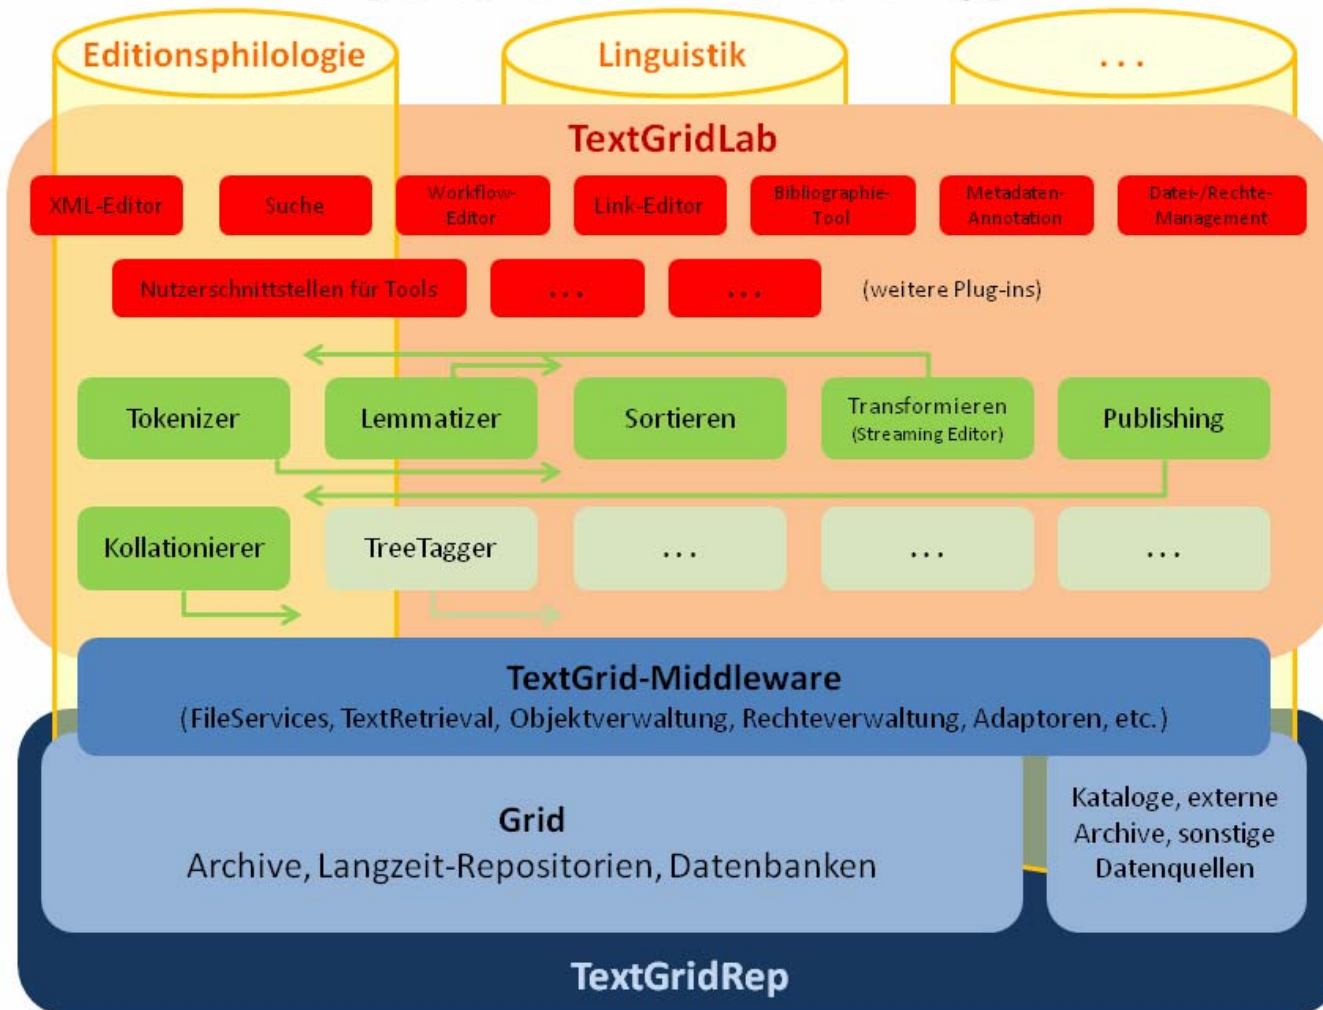 Editionsphilologie
Linguistik
...
TextGridLab
XML-Editor
Suche
Workflow-
Editor
Link-Editor
Bibliographie-
Tool
Metadaten-
Annotation
Datei-/Rechte-
Management
Nutzerschnittstellen für Tools
...
...
(weitere Plug-ins)
Tokenizer
Lemmatizer
Sortieren
Transformieren
(Streaming Editor)
Publishing
Kollationierer
TreeTagger
...
...
...
TextGrid-Middleware
(FileServices, TextRetrieval, Objektverwaltung, Rechteverwaltung, Adaptoren, etc.)
Grid
Archive, Langzeit-Repositorien, Datenbanken
Kataloge, externe
Archive, sonstige
Datenquellen
TextGridRep